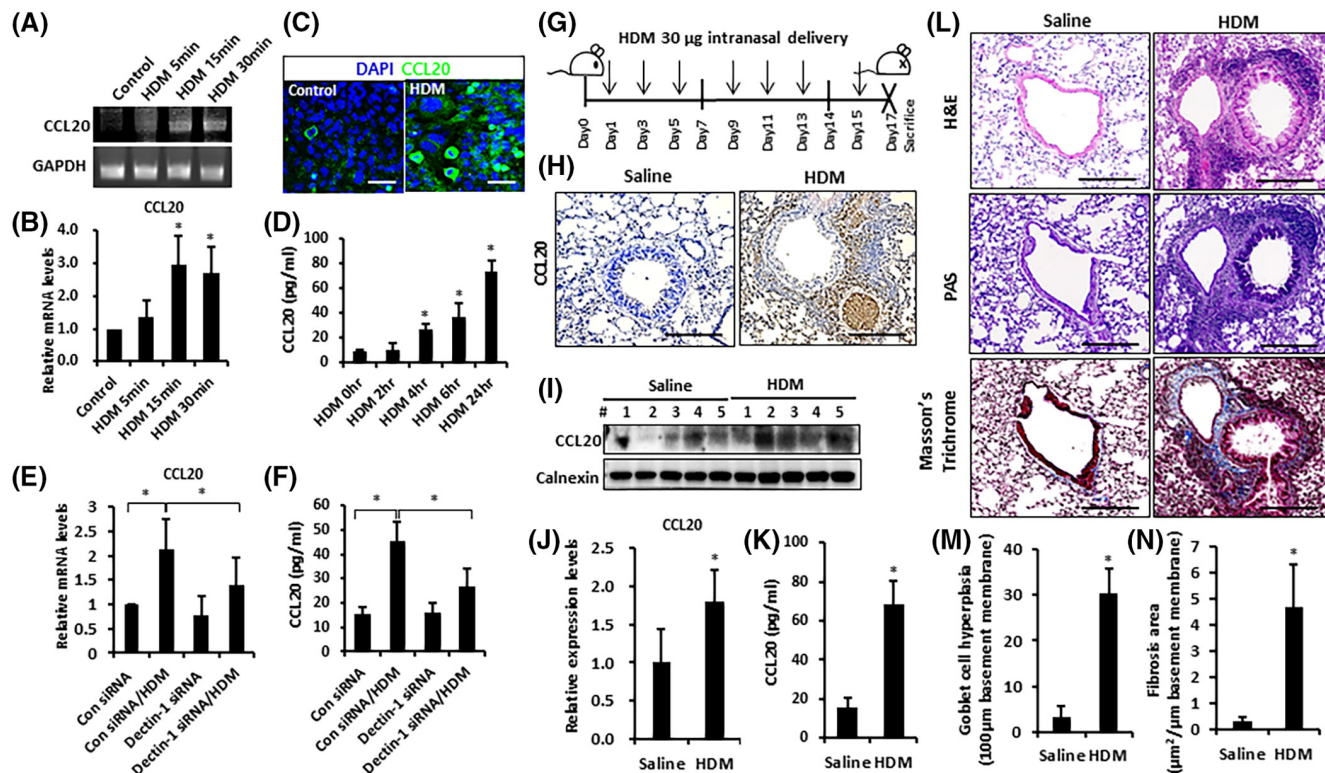 (A)
Control
HDM 5min
HDM 15min
HDM 30min
CCL20
GAPDH
(B)
CCL20
Relative mRNA levels
4.0
3.0
2.0
1.0
0.0
*
*
Control
HDM 5min
HDM 15min
HDM 30min
(C)
DAPI CCL20
Control
HDM
(D)
CCL20 (pg/ml)
100
80
60
40
20
0
*
*
*
HDM 0hr
HDM 2hr
HDM 4hr
HDM 6hr
HDM 24hr
(E)
CCL20
Relative mRNA levels
3
2
2
1
1
0
*
*
Con siRNA
Con siRNA/HDM
Dectin-1 siRNA
Dectin-1 siRNA/HDM
(F)
CCL20 (pg/ml)
60
50
40
30
20
10
0
*
*
Con siRNA
Con siRNA/HDM
Dectin-1 siRNA
Dectin-1 siRNA/HDM
(G)
HDM 30 µg intranasal delivery
Day0
Day1
Day3
Day5
Day7
Day9
Day11
Day13
Day14
Day15
Day17
Sacrifice
(H)
Saline
HDM
CCL20
(I)
Saline HDM
# 1 2 3 4 5 1 2 3 4 5
CCL20
Calnexin
(J)
CCL20
Relative expression levels
2.5
2.0
1.5
1.0
0.5
0.0
*
Saline HDM
(K)
CCL20 (pg/ml)
100
80
60
40
20
0
*
Saline HDM
(L)
Saline
HDM
H&E
PAS
Masson's
Trichrome
(M)
Goblet cell hyperplasia
(100µm basement membrane)
40
30
20
10
0
*
Saline HDM
(N)
Fibrosis area
(µm²/µm basement membrane)
7
6
5
4
3
2
1
0
*
Saline HDM